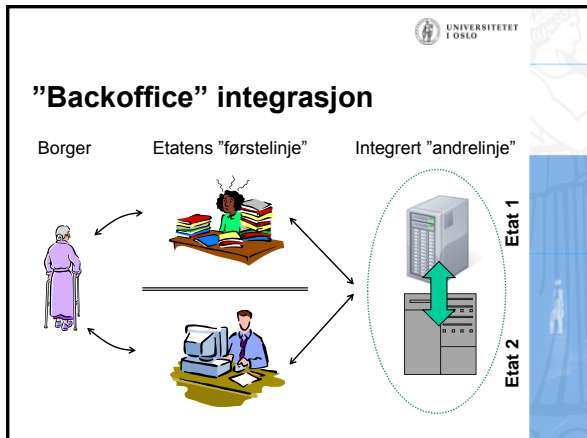 UNIVERSITETET
I OSLO
”Backoffice” integrasjon
Borger
Etatens ”førstelinje”
Integrert ”andrelinje”
Etat 1
Etat 2